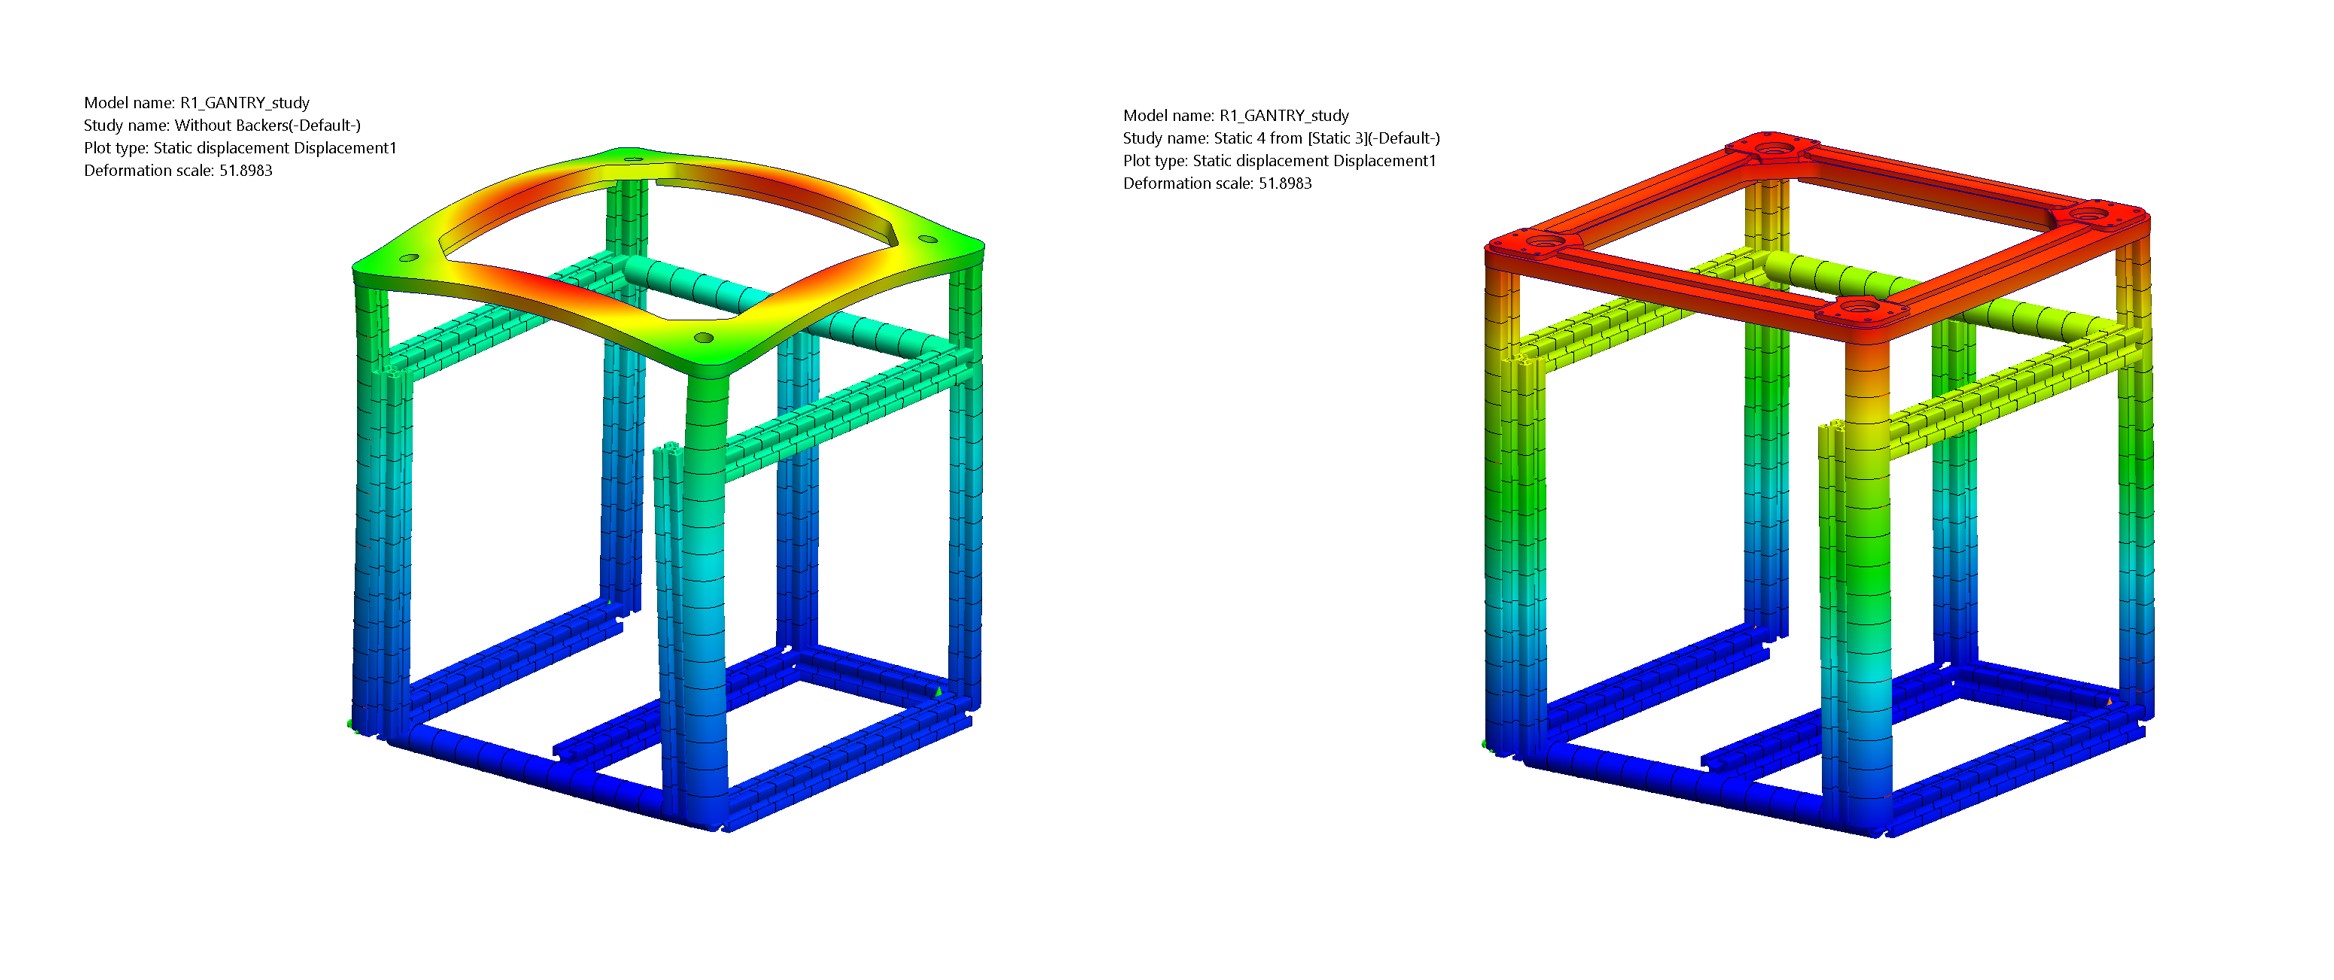 Model name: R1_GANTRY_study
Study name: Without Backers(-Default-)
Plot type: Static displacement Displacement1
Deformation scale: 51.8983
Model name: R1_GANTRY_study
Study name: Static 4 from [Static 3](-Default-)
Plot type: Static displacement Displacement1
Deformation scale: 51.8983